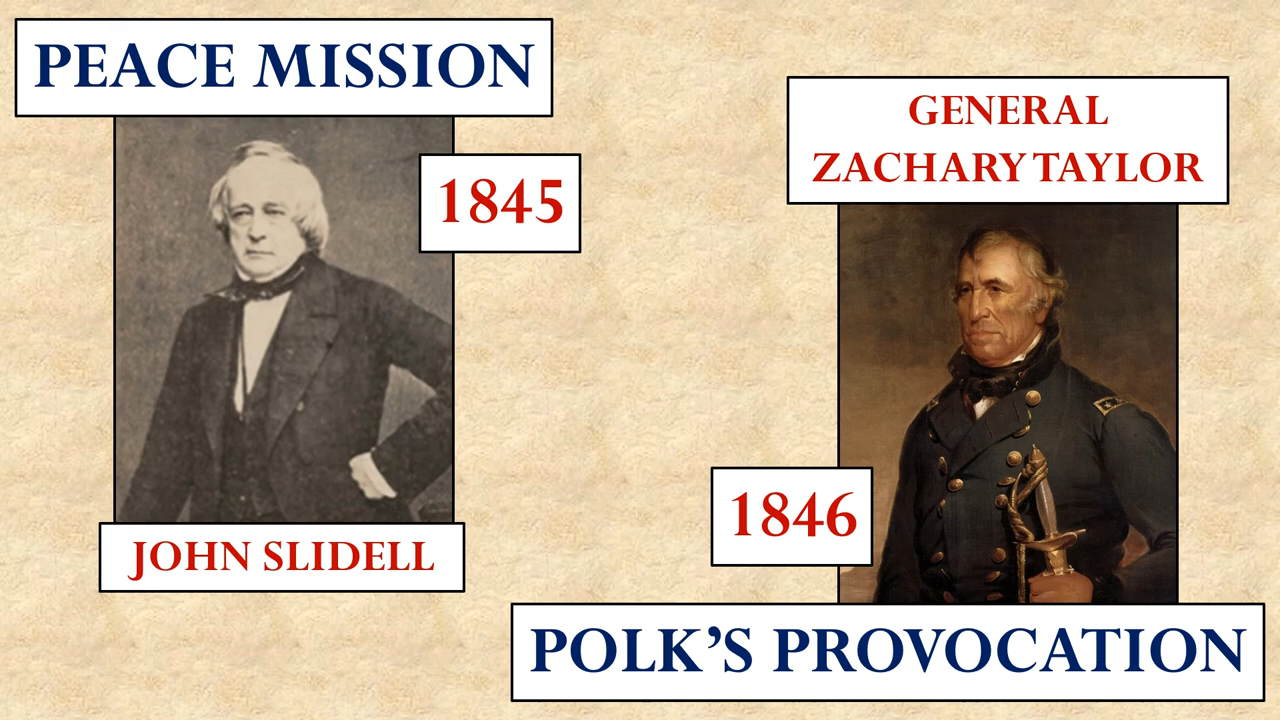 PEACE MISSION
1845
JOHN SLIDELL
GENERAL
ZACHARY TAYLOR
1846
POLK’S PROVOCATION